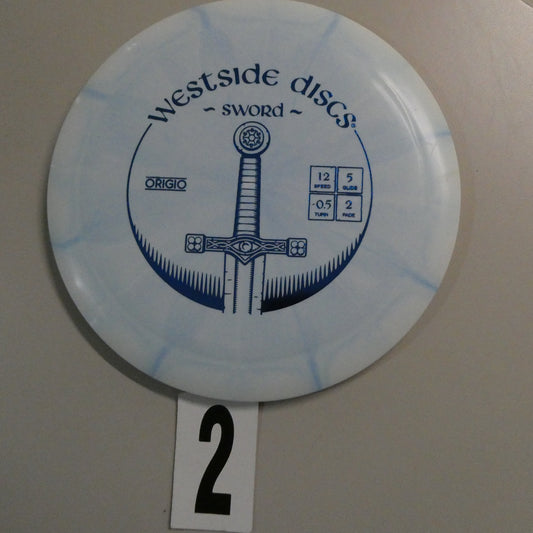 WESTSIDE DISCS
~ SWORD ~
ORIGIO
12 5
SPEED GLIDE
-0.5 2
TURN FADE
2